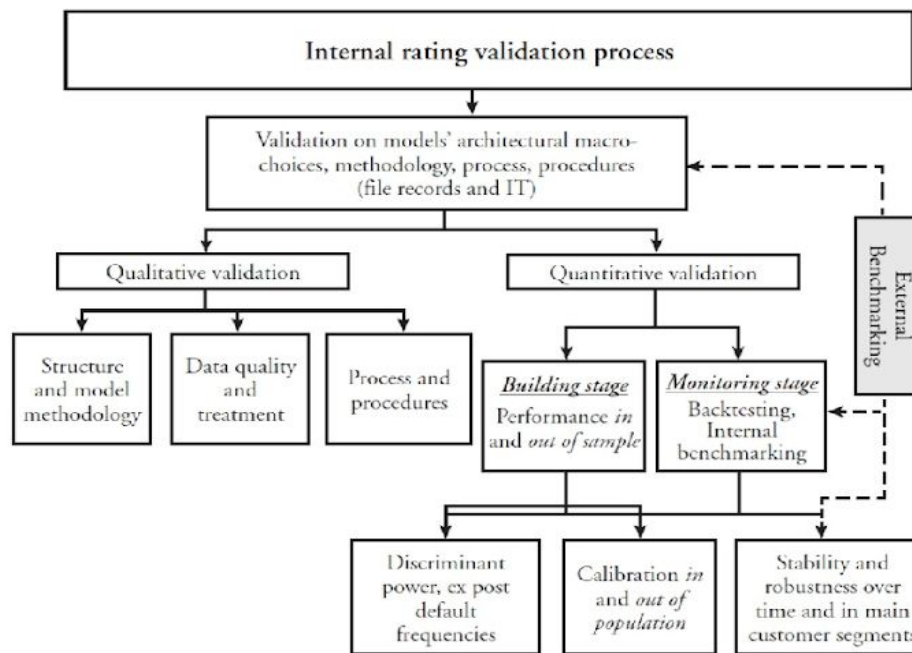 Internal rating validation process
Validation on models' architectural macro-
choices, methodology, process, procedures
(file records and IT)
Qualitative validation
Quantitative validation
External
Benchmarking
Structure
and model
methodology
Data quality
and
treatment
Process and
procedures
Building stage
Performance in
and out of sample
Monitoring stage
Backtesting,
Internal
benchmarking
Discriminant
power, ex post
default
frequencies
Calibration in
and out of
population
Stability and
robustness over
time and in main
customer segments